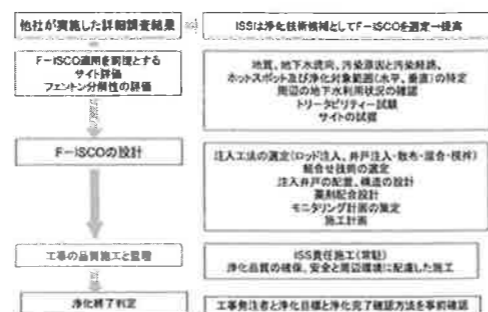 他社が実施した詳細調査結果
ISSは浄化技術候補としてF-ISCOを選定→提案
F-ISCO適用を前提とする
サイト評価
フェントン分解性の評価
地質、地下水流向、汚染原因と汚染経路、
ホットスポット及び浄化対象範囲(水平、垂直)の特定
周辺の地下水利用状況の確認
トリータビリティー試験
サイトの試掘
F-ISCOの設計
注入工法の選定(ロッド注入、井戸注入・散布・混合・撹拌)
組合せ技術の選定
注入井戸の配置、構造の設計
薬剤配合設計
モニタリング計画の策定
施工計画
工事の品質施工と監理
ISS責任施工(常駐)
浄化品質の確保、安全と周辺環境に配慮した施工
浄化終了判定
工事発注者と浄化目標と浄化完了確認方法を事前確認